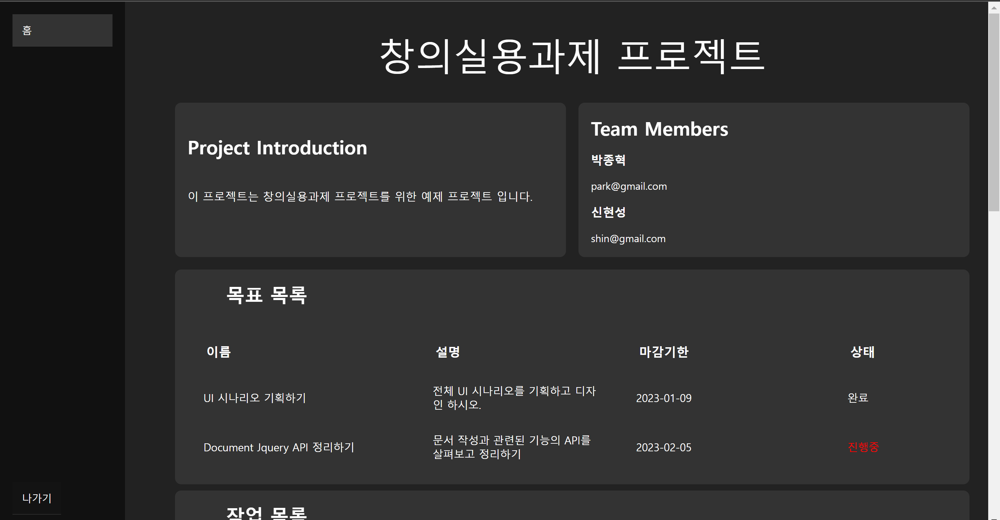 홈
창의실용과제 프로젝트
Project Introduction
이 프로젝트는 창의실용과제 프로젝트를 위한 예제 프로젝트 입니다.
Team Members
박종혁
park@gmail.com
신현성
shin@gmail.com
목표 목록
이름 설명 마감기한 상태
UI 시나리오 기획하기 전체 UI 시나리오를 기획하고 디자
인 하시오. 2023-01-09 완료
Document Jquery API 정리하기 문서 작성과 관련된 기능의 API를
살펴보고 정리하기 2023-02-05 진행중
나가기
작업 목록